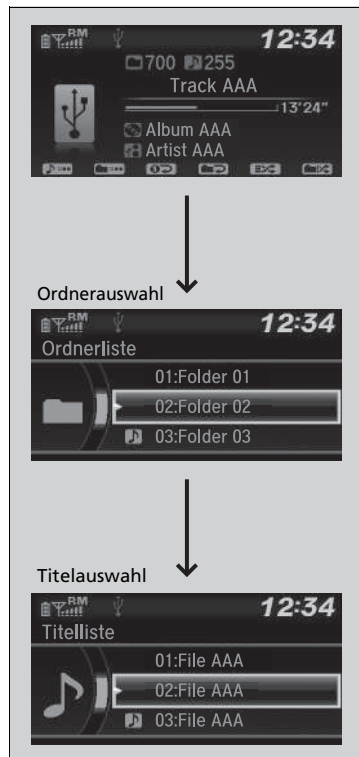 RM 12:34
700 255
Track AAA
13'24"
Album AAA
Artist AAA
Ordnerauswahl
RM 12:34
Ordnerliste
01:Folder 01
02:Folder 02
03:Folder 03
Titelauswahl
RM 12:34
Titelliste
01:File AAA
02:File AAA
03:File AAA